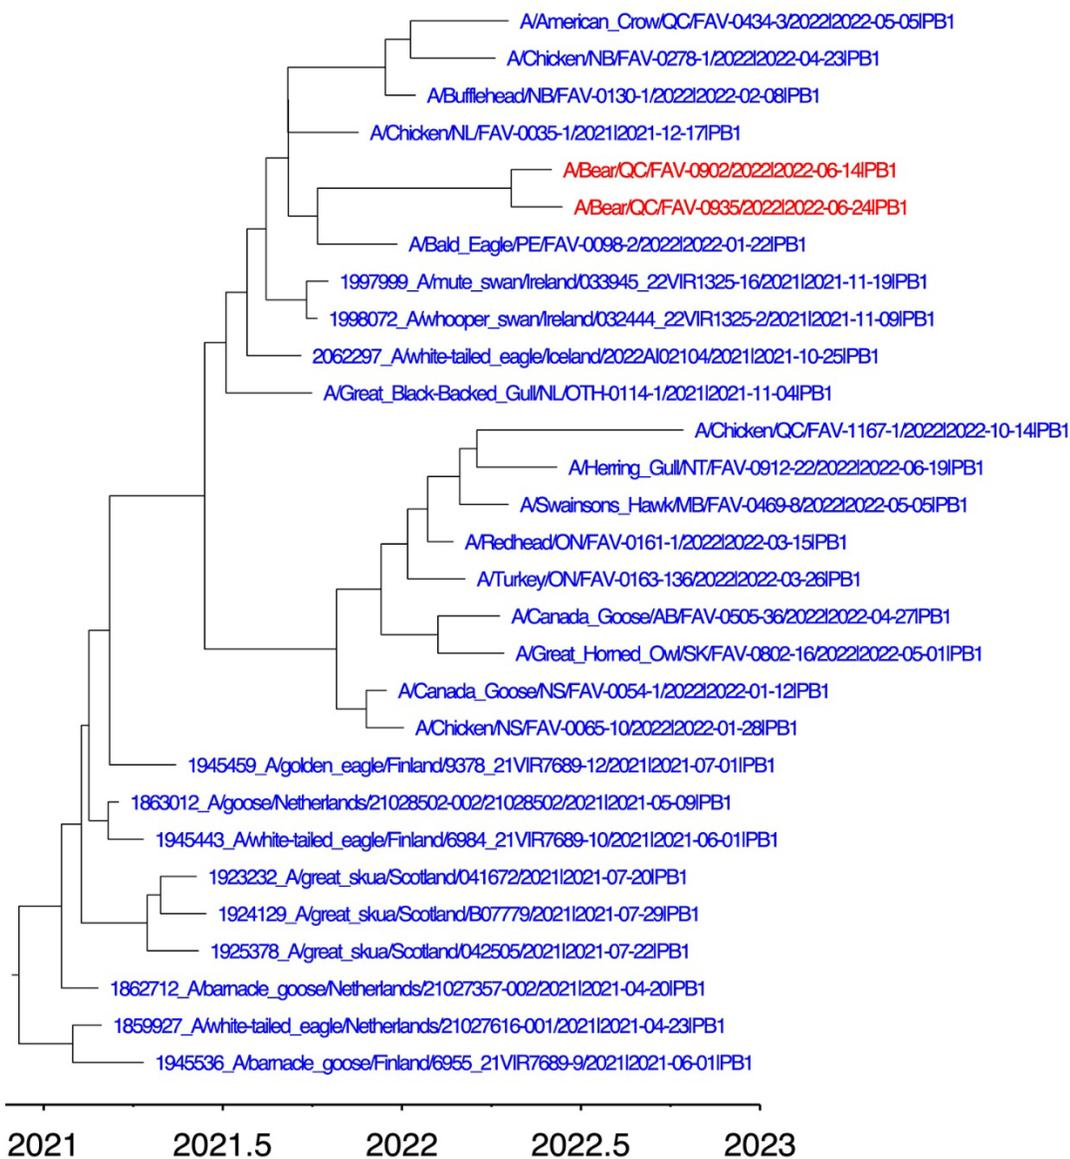 A/American_Crow/QC/FAV-0434-3/2022|2022-05-05|PB1
A/Chicken/NB/FAV-0278-1/2022|2022-04-23|PB1
A/Bufflehead/NB/FAV-0130-1/2022|2022-02-08|PB1
A/Chicken/NL/FAV-0035-1/2021|2021-12-17|PB1
A/Bear/QC/FAV-0902/2022|2022-06-14|PB1
A/Bear/QC/FAV-0935/2022|2022-06-24|PB1
A/Bald_Eagle/PE/FAV-0098-2/2022|2022-01-22|PB1
1997999_A/mute_swan/Ireland/033945_22VIR1325-16/2021|2021-11-19|PB1
1998072_A/whooper_swan/Ireland/032444_22VIR1325-2/2021|2021-11-09|PB1
2062297_A/white-tailed_eagle/Iceland/2022AI02104/2021|2021-10-25|PB1
A/Great_Black-Backed_Gull/NL/OTH-0114-1/2021|2021-11-04|PB1
A/Chicken/QC/FAV-1167-1/2022|2022-10-14|PB1
A/Herring_Gull/NT/FAV-0912-22/2022|2022-06-19|PB1
A/Swainsons_Hawk/MB/FAV-0469-8/2022|2022-05-05|PB1
A/Redhead/ON/FAV-0161-1/2022|2022-03-15|PB1
A/Turkey/ON/FAV-0163-136/2022|2022-03-26|PB1
A/Canada_Goose/AB/FAV-0505-36/2022|2022-04-27|PB1
A/Great_Horned_Owl/SK/FAV-0802-16/2022|2022-05-01|PB1
A/Canada_Goose/NS/FAV-0054-1/2022|2022-01-12|PB1
A/Chicken/NS/FAV-0065-10/2022|2022-01-28|PB1
1945459_A/golden_eagle/Finland/9378_21VIR7689-12/2021|2021-07-01|PB1
1863012_A/goose/Netherlands/21028502-002/21028502/2021|2021-05-09|PB1
1945443_A/white-tailed_eagle/Finland/6984_21VIR7689-10/2021|2021-06-01|PB1
1923232_A/great_skua/Scotland/041672/2021|2021-07-20|PB1
1924129_A/great_skua/Scotland/B07779/2021|2021-07-29|PB1
1925378_A/great_skua/Scotland/042505/2021|2021-07-22|PB1
1862712_A/barnacle_goose/Netherlands/21027357-002/2021|2021-04-20|PB1
1859927_A/white-tailed_eagle/Netherlands/21027616-001/2021|2021-04-23|PB1
1945536_A/barnacle_goose/Finland/6955_21VIR7689-9/2021|2021-06-01|PB1
2021 2021.5 2022 2022.5 2023